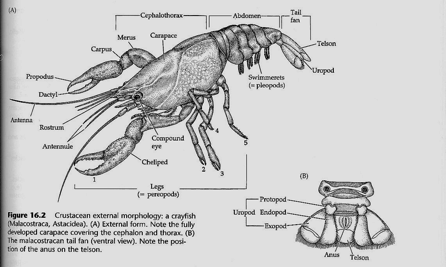 (A)
Cephalothorax
Abdomen
Tail
fan
Merus
Carapace
Carpus
Telson
Propodus
Uropod
Swimmerets
(= pleopods)
Dactyl
Antenna
Rostrum
Compound
eye
Antennule
Cheliped
1
2
3
4
5
Legs
(= pereopods)
(B)
Protopod
Uropod
Endopod
Exopod
Anus
Telson
Figure 16.2 Crustacean external morphology: a crayfish
(Malacostraca, Astacidea). (A) External form. Note the fully
developed carapace covering the cephalon and thorax. (B)
The malacostracan tail fan (ventral view). Note the posi-
tion of the anus on the telson.